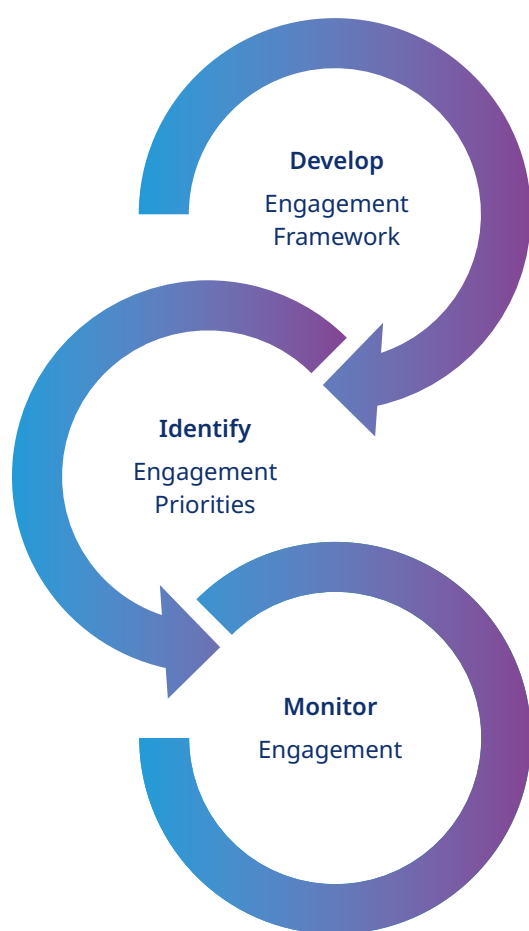 Develop
Engagement
Framework
Identify
Engagement
Priorities
Monitor
Engagement